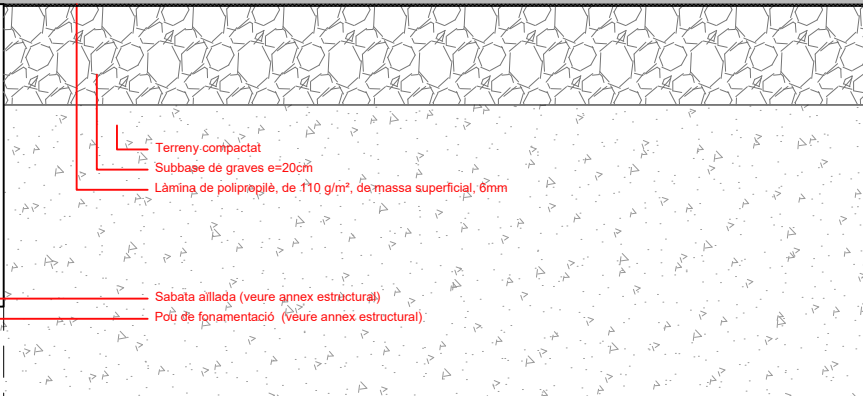 Terreny compactat
Subbase de graves e=20cm
Làmina de polipropilè, de 110 g/m², de massa superficial, 6mm
Sabata aïllada (veure annex estructural)
Pou de fonamentació (veure annex estructural)